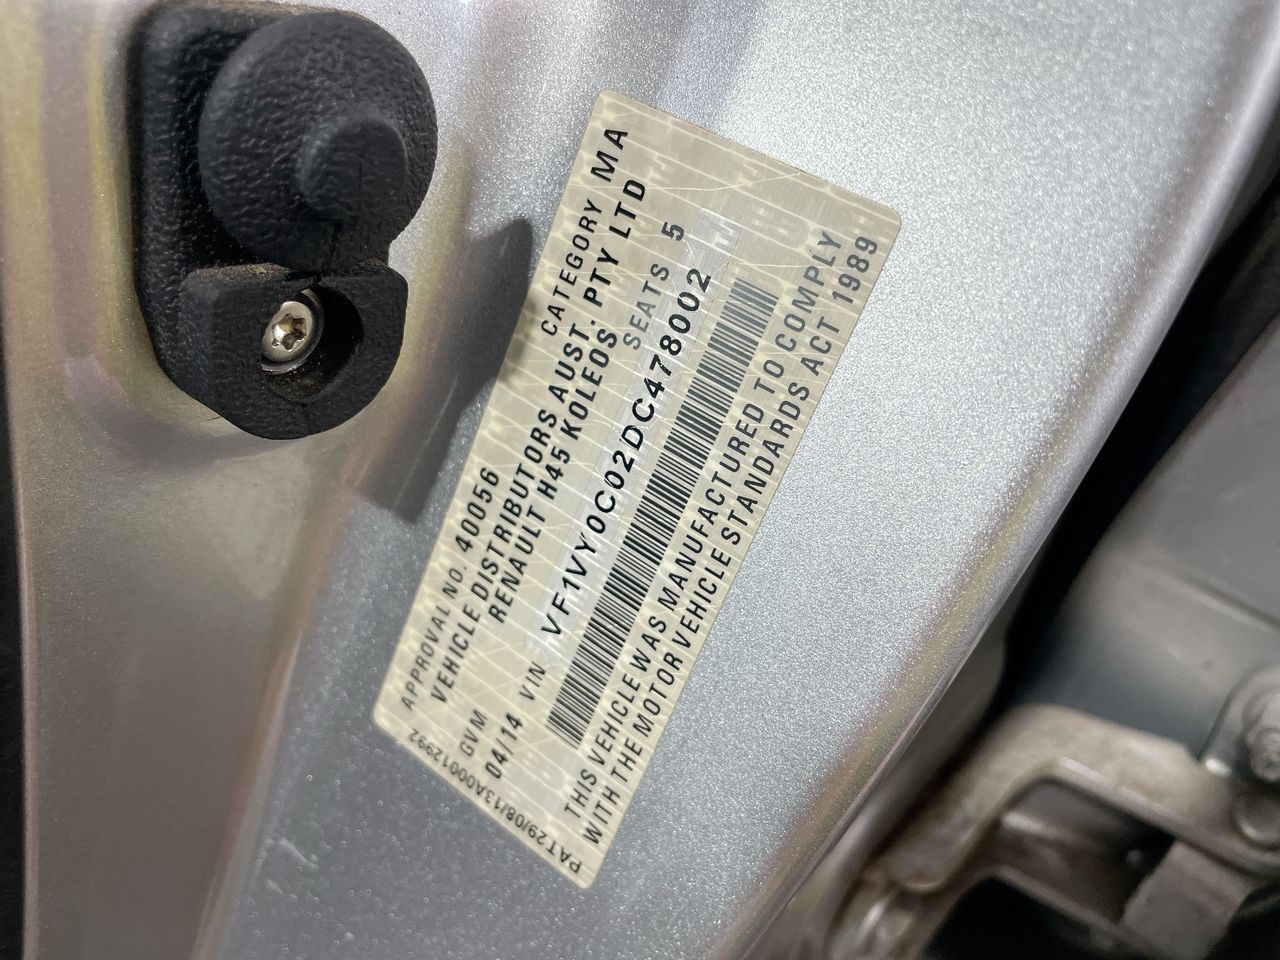 APPROVAL NO. 40056 CATEGORY MA
VEHICLE DISTRIBUTORS AUST. PTY LTD
RENAULT H45 KOLEOS.
GVM SEATS 5
04/14 VIN VF1VY0C02DC478002
THIS VEHICLE WAS MANUFACTURED TO COMPLY
WITH THE MOTOR VEHICLE STANDARDS ACT 1989
PAT29/08/13A00012992